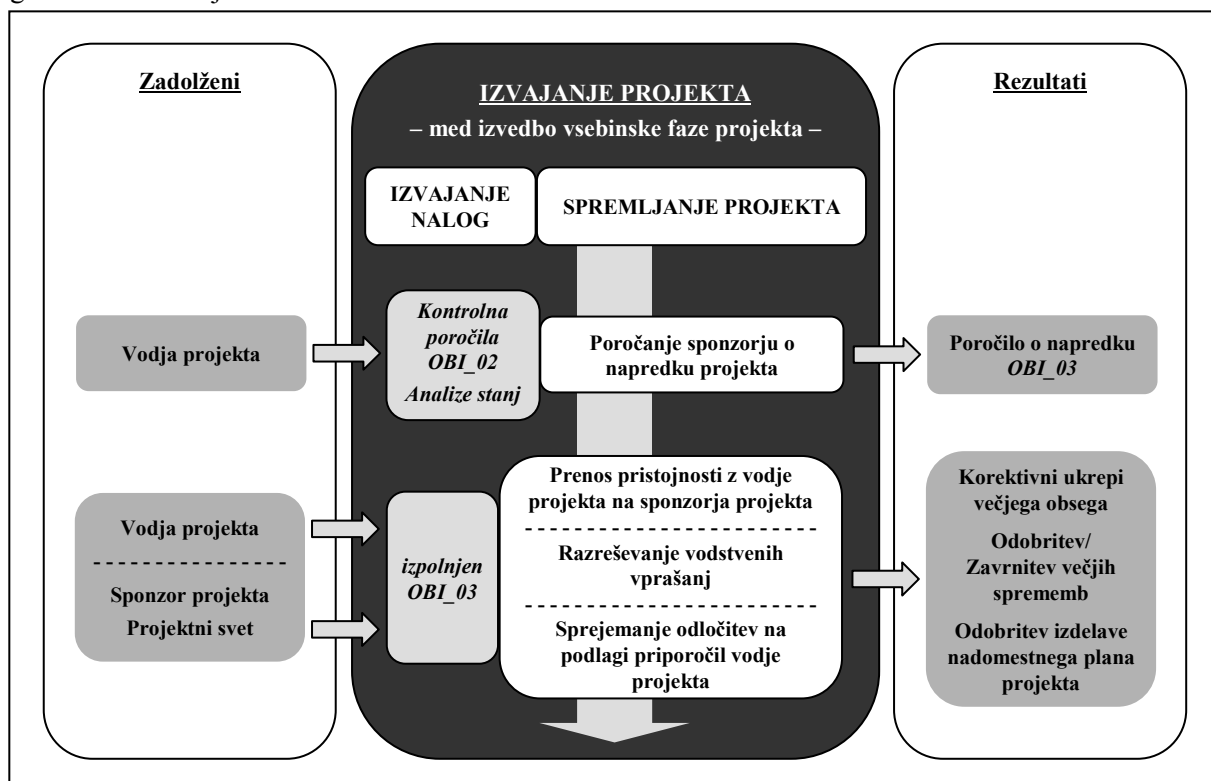 Zadolženi
IZVAJANJE PROJEKTA
– med izvedbo vsebinske faze projekta –
Rezultati
IZVAJANJE
NALOG
SPREMLJANJE PROJEKTA
Vodja projekta
Kontrolna
poročila
OBI_02
Analize stanj
Poročanje sponzorju o
napredku projekta
Poročilo o napredku
OBI_03
Vodja projekta
Sponzor projekta
Projektni svet
izpolnjen
OBI_03
Prenos pristojnosti z vodje
projekta na sponzorja projekta
Razreševanje vodstvenih
vprašanj
Sprejemanje odločitev na
podlagi priporočil vodje
projekta
Korektivni ukrepi
večjega obsega
Odobritev/
Zavrnitev večjih
sprememb
Odobritev izdelave
nadomestnega plana
projekta